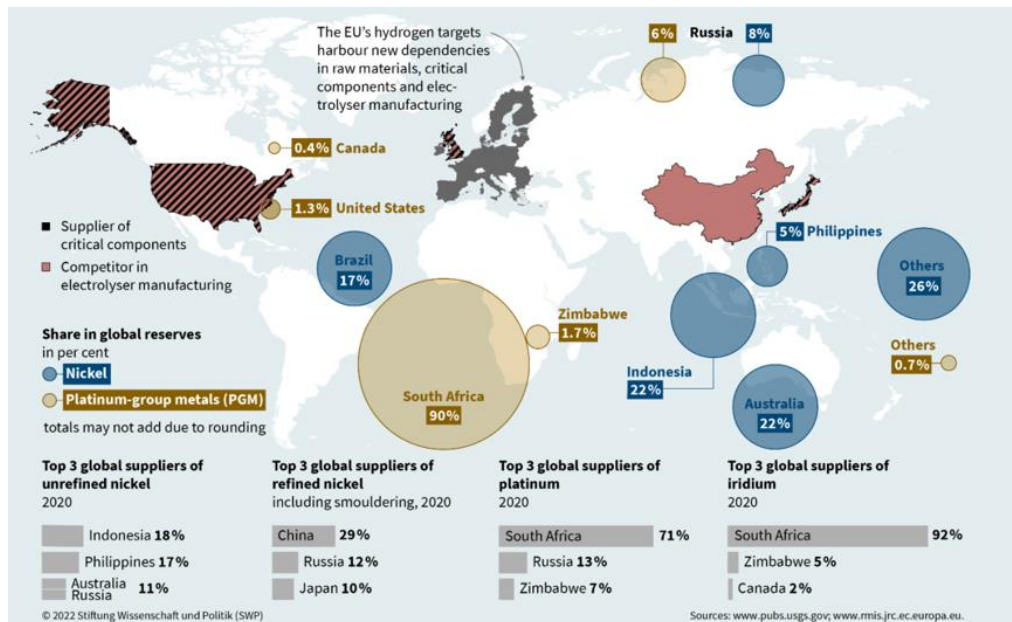 The EU’s hydrogen targets
harbour new dependencies
in raw materials, critical
components and elec-
trolyser manufacturing
6% Russia 8%
0.4% Canada
1.3% United States
Supplier of
critical components
Competitor in
electrolyser manufacturing
5% Philippines
Brazil
17%
Others
26%
Zimbabwe
1.7%
Others
0.7%
Share in global reserves
in per cent
Nickel
Platinum-group metals (PGM)
totals may not add due to rounding
Indonesia
22%
South Africa
90%
Australia
22%
Top 3 global suppliers of
unrefined nickel
2020
Indonesia 18%
Philippines 17%
Australia
Russia
11%
Top 3 global suppliers of
refined nickel
including smouldering, 2020
China 29%
Russia 12%
Japan 10%
Top 3 global suppliers of
platinum
2020
South Africa 71%
Russia 13%
Zimbabwe 7%
Top 3 global suppliers of
iridium
2020
South Africa 92%
Zimbabwe 5%
Canada 2%
© 2022 Stiftung Wissenschaft und Politik (SWP)
Sources: www.pubs.usgs.gov; www.rmis.jrc.ec.europa.eu.